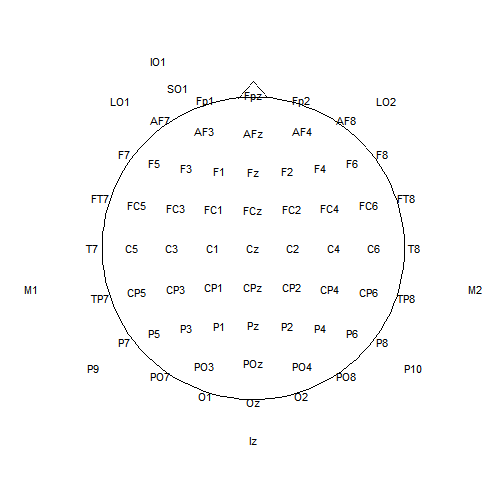 IO1
SO1
LO1 Fp1 Fpz Fp2 LO2
AF7 AF8
AF3 AFz AF4
F7 F8
F5 F3 F1 Fz F2 F4 F6
FT7 FT8
FC5 FC3 FC1 FCz FC2 FC4 FC6
T7 C5 C3 C1 Cz C2 C4 C6 T8
M1 CP5 CP3 CP1 CPz CP2 CP4 CP6 M2
TP7 TP8
P5 P3 P1 Pz P2 P4 P6
P7 P8
P9 PO3 POz PO4 P10
PO7 PO8
O1 Oz O2
Iz